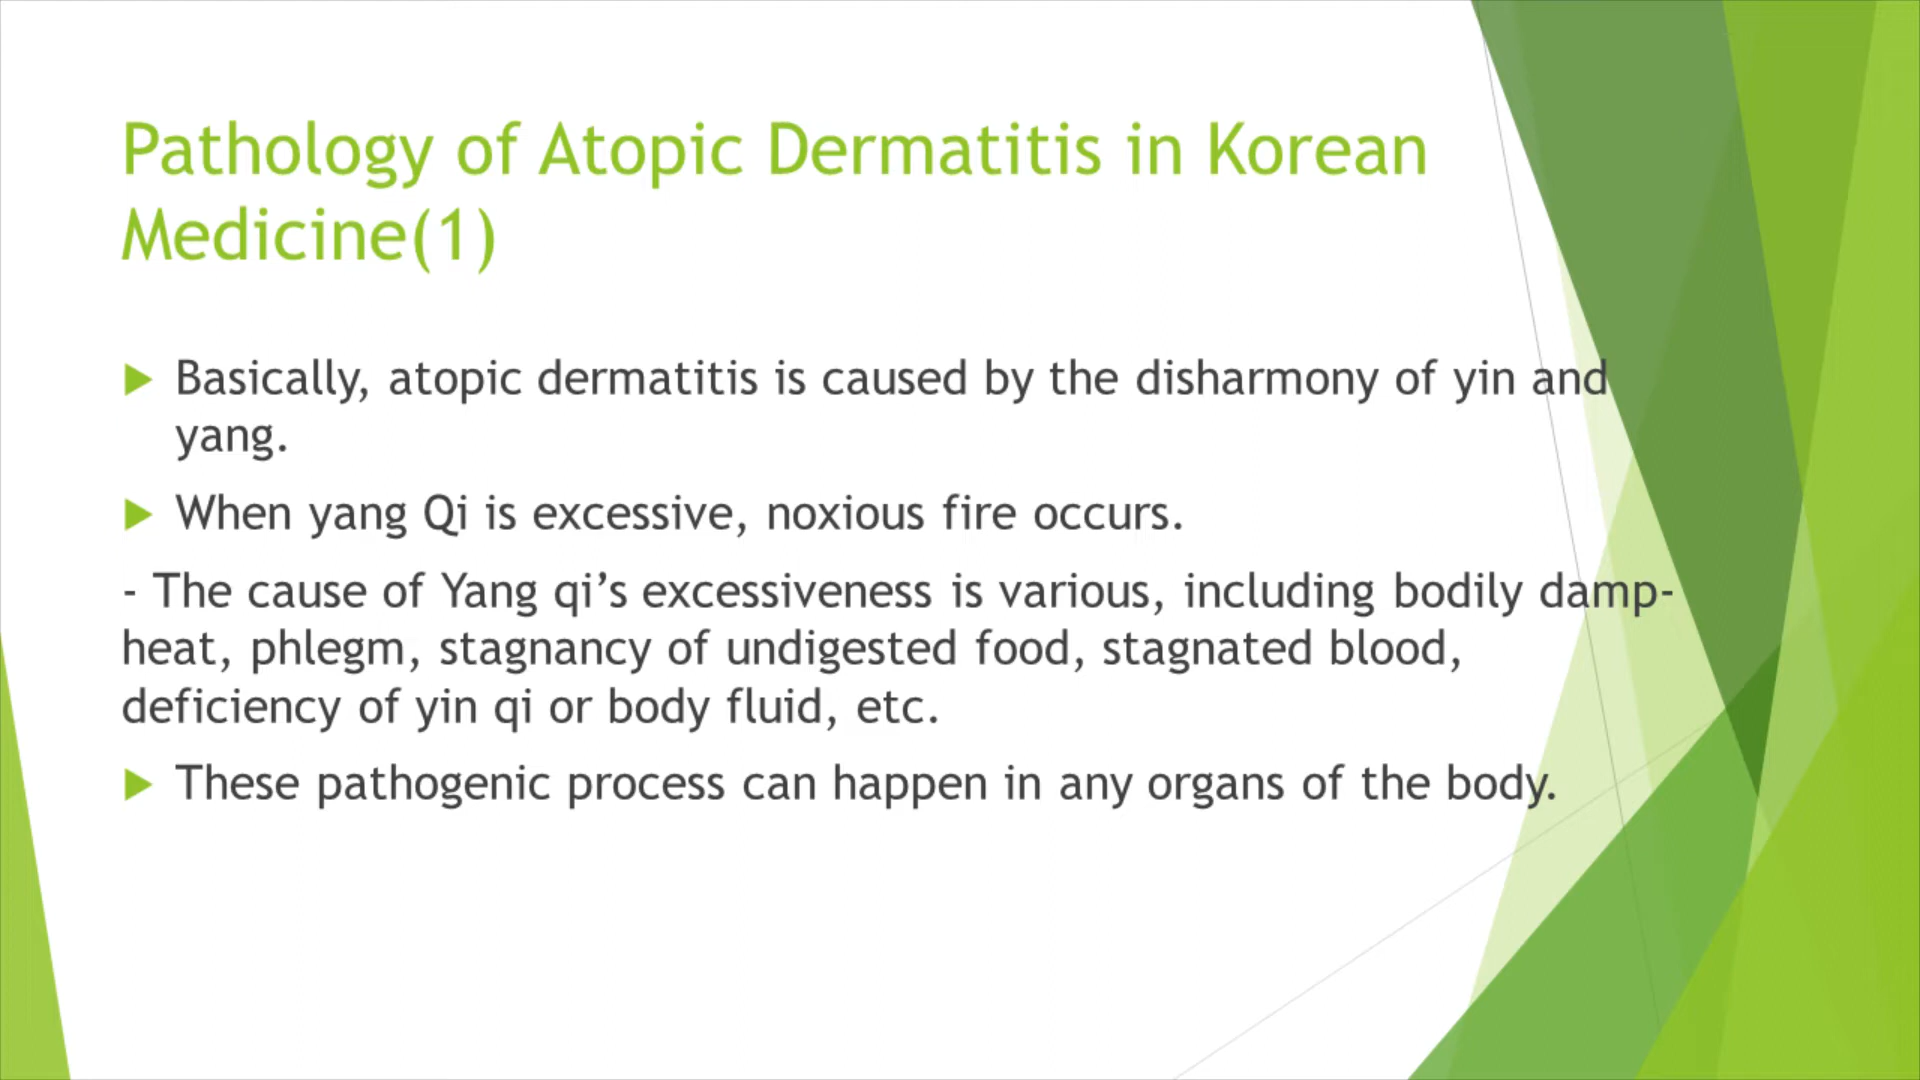 Pathology of Atopic Dermatitis in Korean
Medicine(1)
Basically, atopic dermatitis is caused by the disharmony of yin and
yang.
When yang Qi is excessive, noxious fire occurs.
- The cause of Yang qi’s excessiveness is various, including bodily damp-
heat, phlegm, stagnancy of undigested food, stagnated blood,
deficiency of yin qi or body fluid, etc.
These pathogenic process can happen in any organs of the body.